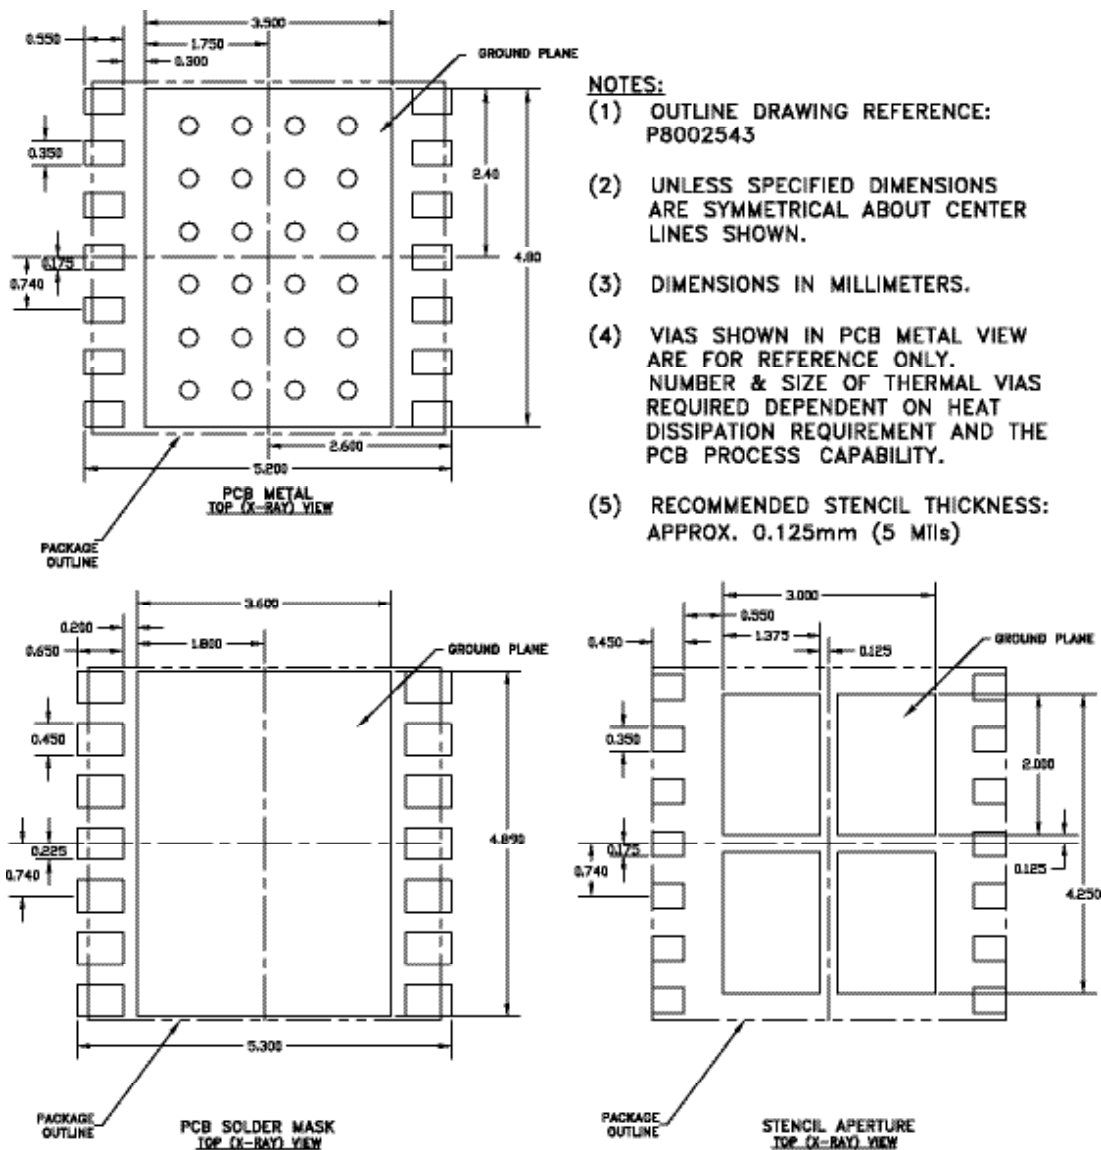 3.500
0.550
1.750
0.300
GROUND PLANE
0.350
2.40
4.80
0.175
0.740
2.600
5.200
PCB METAL
TOP (X-RAY) VIEW
PACKAGE
OUTLINE
NOTES:
(1) OUTLINE DRAWING REFERENCE:
P8002543
(2) UNLESS SPECIFIED DIMENSIONS
ARE SYMMETRICAL ABOUT CENTER
LINES SHOWN.
(3) DIMENSIONS IN MILLIMETERS.
(4) VIAS SHOWN IN PCB METAL VIEW
ARE FOR REFERENCE ONLY.
NUMBER & SIZE OF THERMAL VIAS
REQUIRED DEPENDENT ON HEAT
DISSIPATION REQUIREMENT AND THE
PCB PROCESS CAPABILITY.
(5) RECOMMENDED STENCIL THICKNESS:
APPROX. 0.125mm (5 Mils)
3.600
0.200
1.800
0.650
GROUND PLANE
0.450
4.890
0.225
0.740
5.300
PACKAGE
OUTLINE
PCB SOLDER MASK
TOP (X-RAY) VIEW
3.000
0.550
1.375
0.450
0.125
GROUND PLANE
0.350
2.000
0.175
0.740
0.125
4.250
PACKAGE
OUTLINE
STENCIL APERTURE
TOP (X-RAY) VIEW